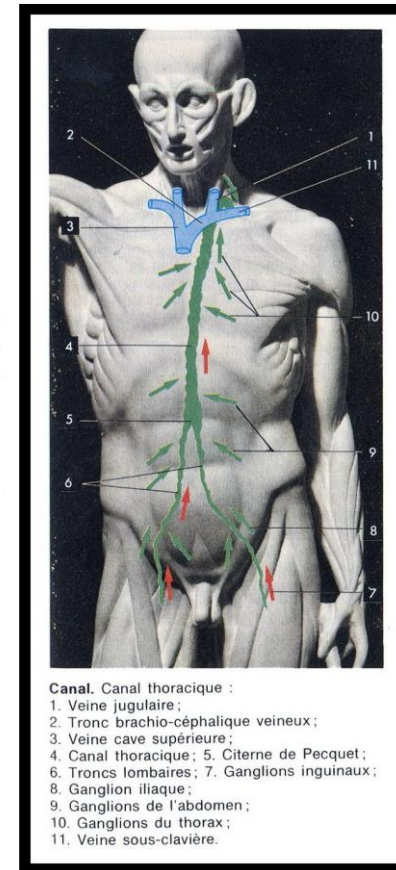 2
1
11
3
10
4
5
9
6
8
7
Canal. Canal thoracique :
1. Veine jugulaire ;
2. Tronc brachio-céphalique veineux ;
3. Veine cave supérieure ;
4. Canal thoracique ; 5. Citerne de Pecquet ;
6. Troncs lombaires ; 7. Ganglions inguinaux ;
8. Ganglion iliaque ;
9. Ganglions de l'abdomen ;
10. Ganglions du thorax ;
11. Veine sous-clavière.